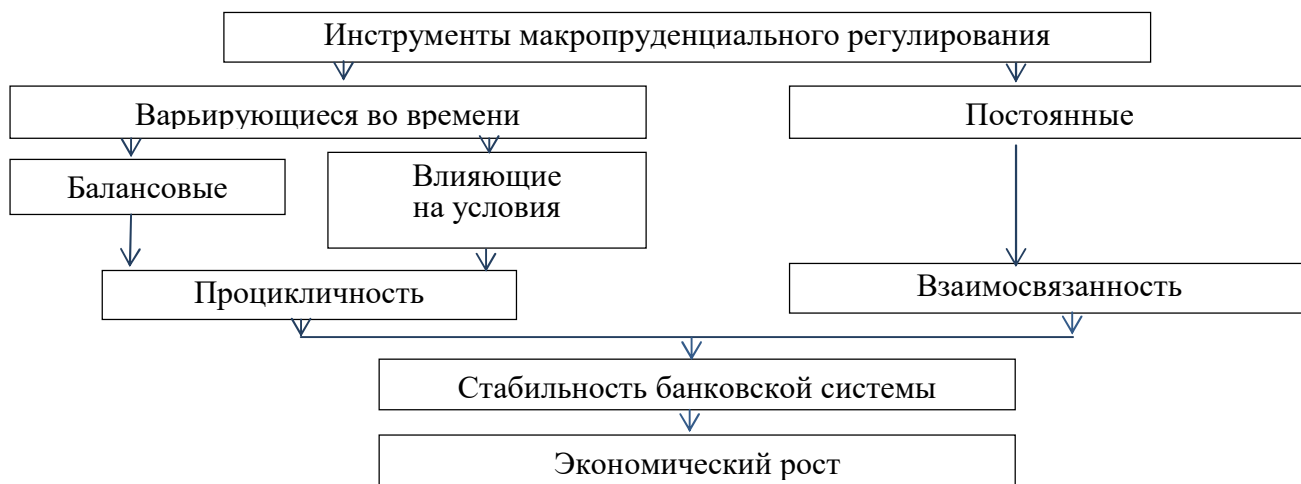 Инструменты макропруденциального регулирования
Варьирующиеся во времени
Постоянные
Балансовые
Влияющие
на условия
Процикличность
Взаимосвязанность
Стабильность банковской системы
Экономический рост